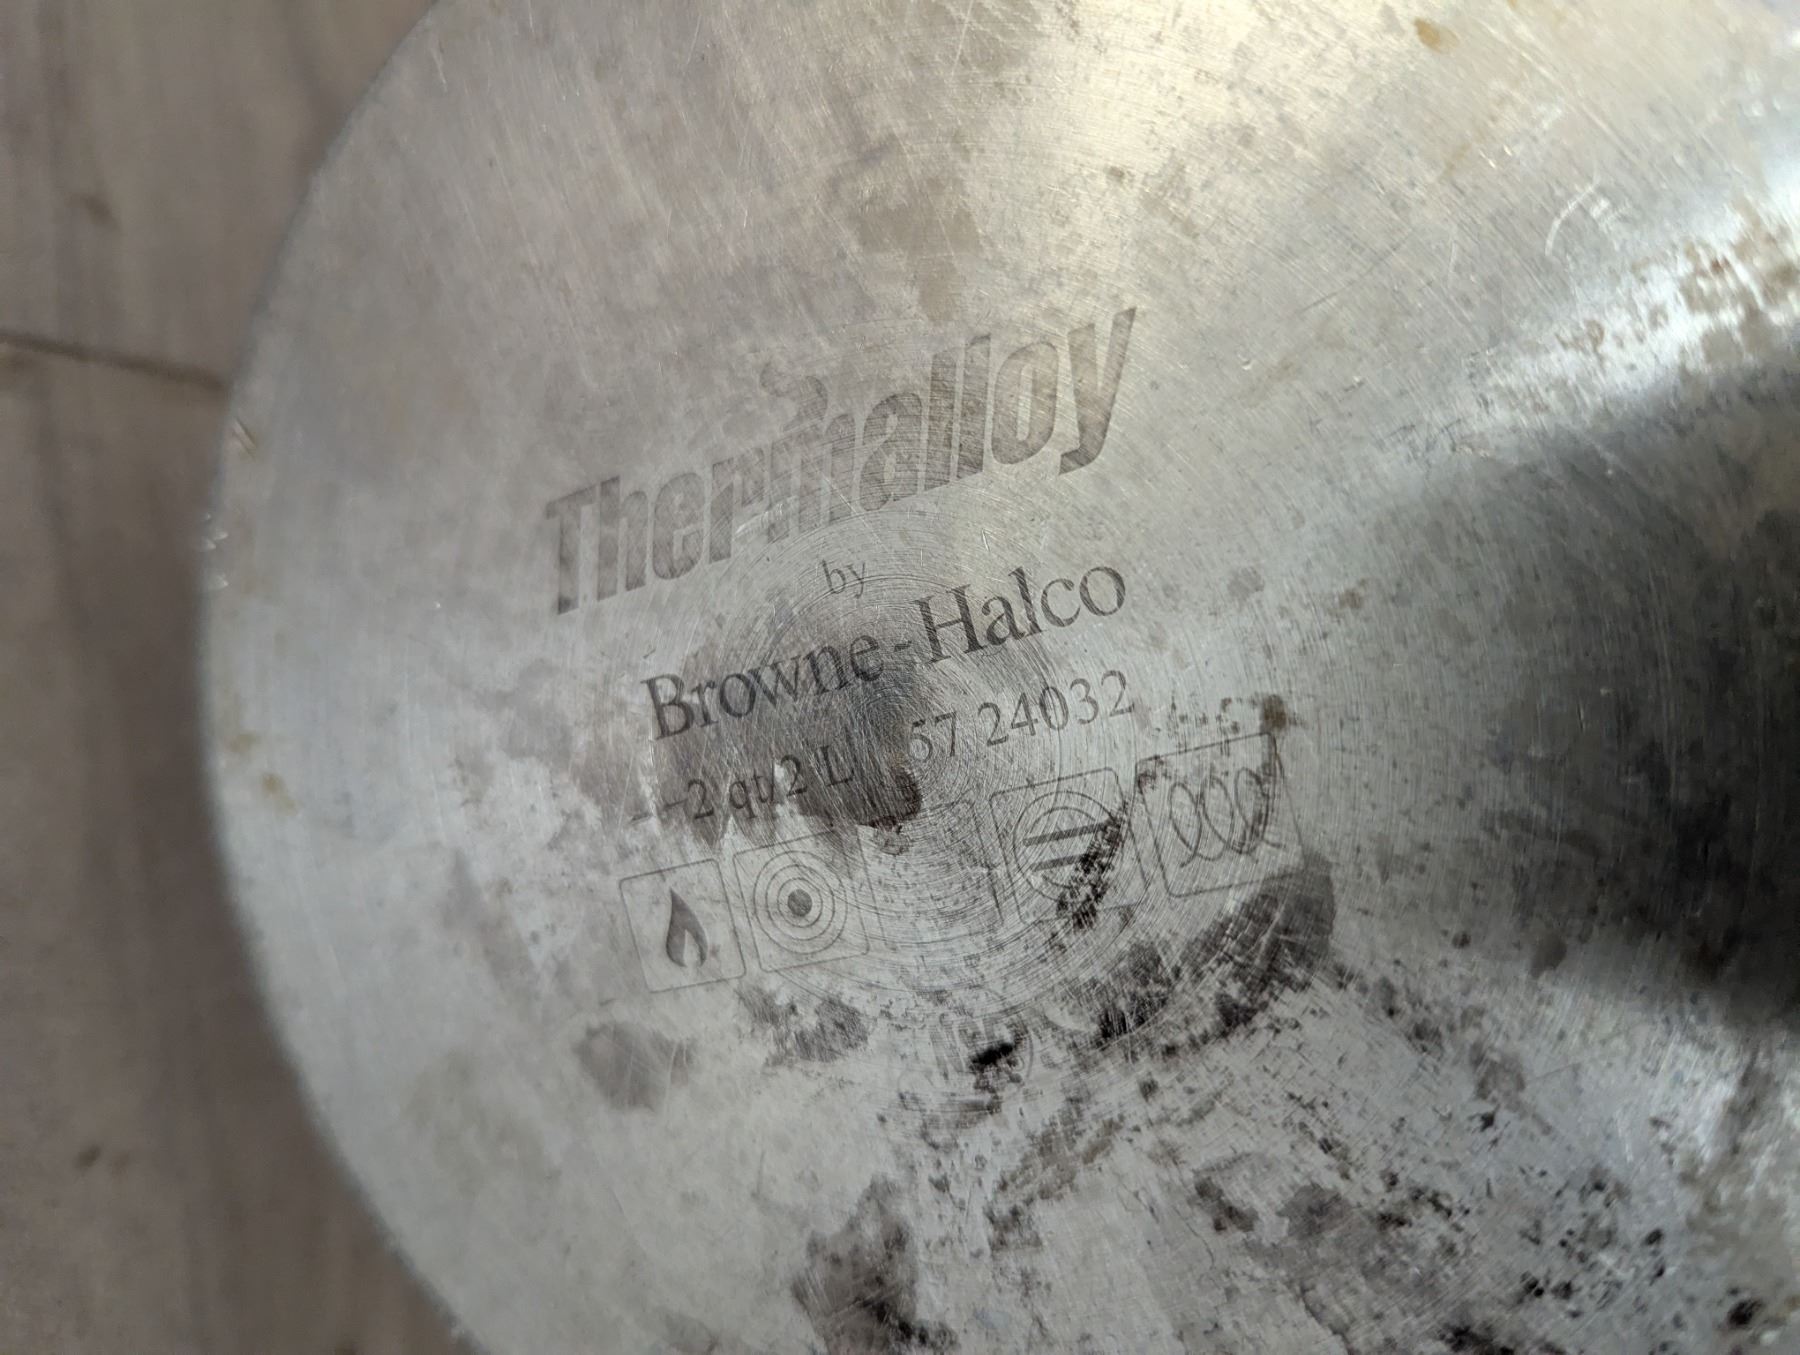 Thermalloy
by
Browne-Halco
2 qt/2 L 57 24032